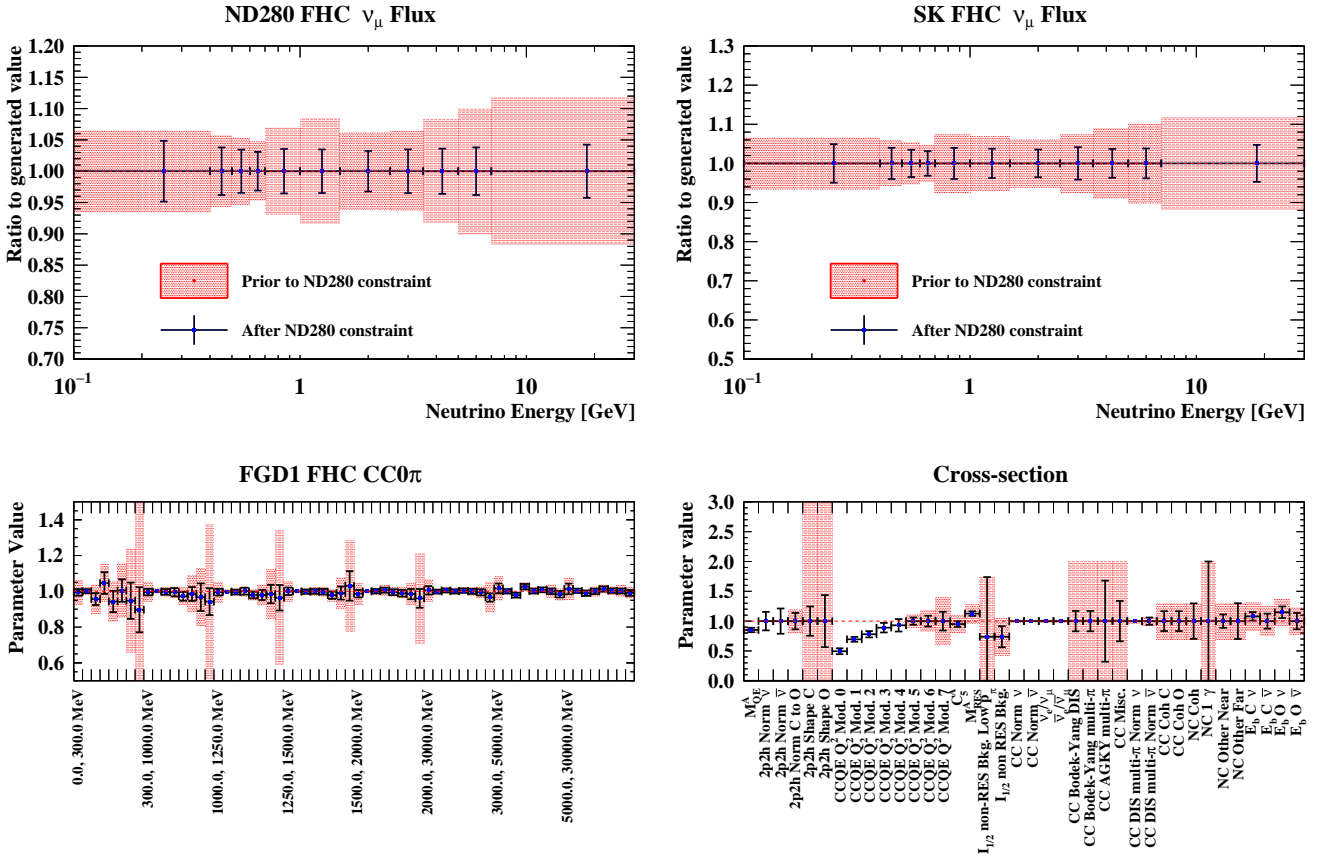 ND280 FHC νμ Flux
Ratio to generated value
1.20
1.15
1.10
1.05
1.00
0.95
0.90
0.85
0.80
0.75
0.70
Prior to ND280 constraint
After ND280 constraint
10⁻¹ 1 10
Neutrino Energy [GeV]
SK FHC νμ Flux
Ratio to generated value
1.3
1.2
1.1
1.0
0.9
0.8
0.7
0.6
0.5
Prior to ND280 constraint
After ND280 constraint
10⁻¹ 1 10
Neutrino Energy [GeV]
FGD1 FHC CC0π
Parameter Value
1.4
1.2
1.0
0.8
0.6
0.0, 300.0 MeV
300.0, 1000.0 MeV
1000.0, 1250.0 MeV
1250.0, 1500.0 MeV
1500.0, 2000.0 MeV
2000.0, 3000.0 MeV
3000.0, 5000.0 MeV
5000.0, 30000.0 MeV
Cross-section
Parameter value
3.0
2.5
2.0
1.5
1.0
0.5
0.0
M_QE^A
2p2h Norm ν
2p2h Norm ν̅
2p2h Norm C to O
2p2h Shape C
2p2h Shape O
CCQE Q² Mod. 0
CCQE Q² Mod. 1
CCQE Q² Mod. 2
CCQE Q² Mod. 3
CCQE Q² Mod. 4
CCQE Q² Mod. 5
CCQE Q² Mod. 6
CCQE Q² Mod. 7
C_5^A
M_RES^A
I_1/2 non-RES Bkg. Low p_π
I_1/2 non RES Bkg.
CC Norm ν
CC Norm ν̅
ν_e/ν_μ
ν̅_e/ν̅_μ
CC Bodek-Yang DIS
CC Bodek-Yang multi-π
CC AGKY multi-π
CC Misc.
CC DIS multi-π Norm ν
CC DIS multi-π Norm ν̅
CC Coh C
CC Coh O
NC Coh
NC 1 γ
NC Other Near
NC Other Far
E_b C ν
E_b C ν̅
E_b O ν
E_b O ν̅